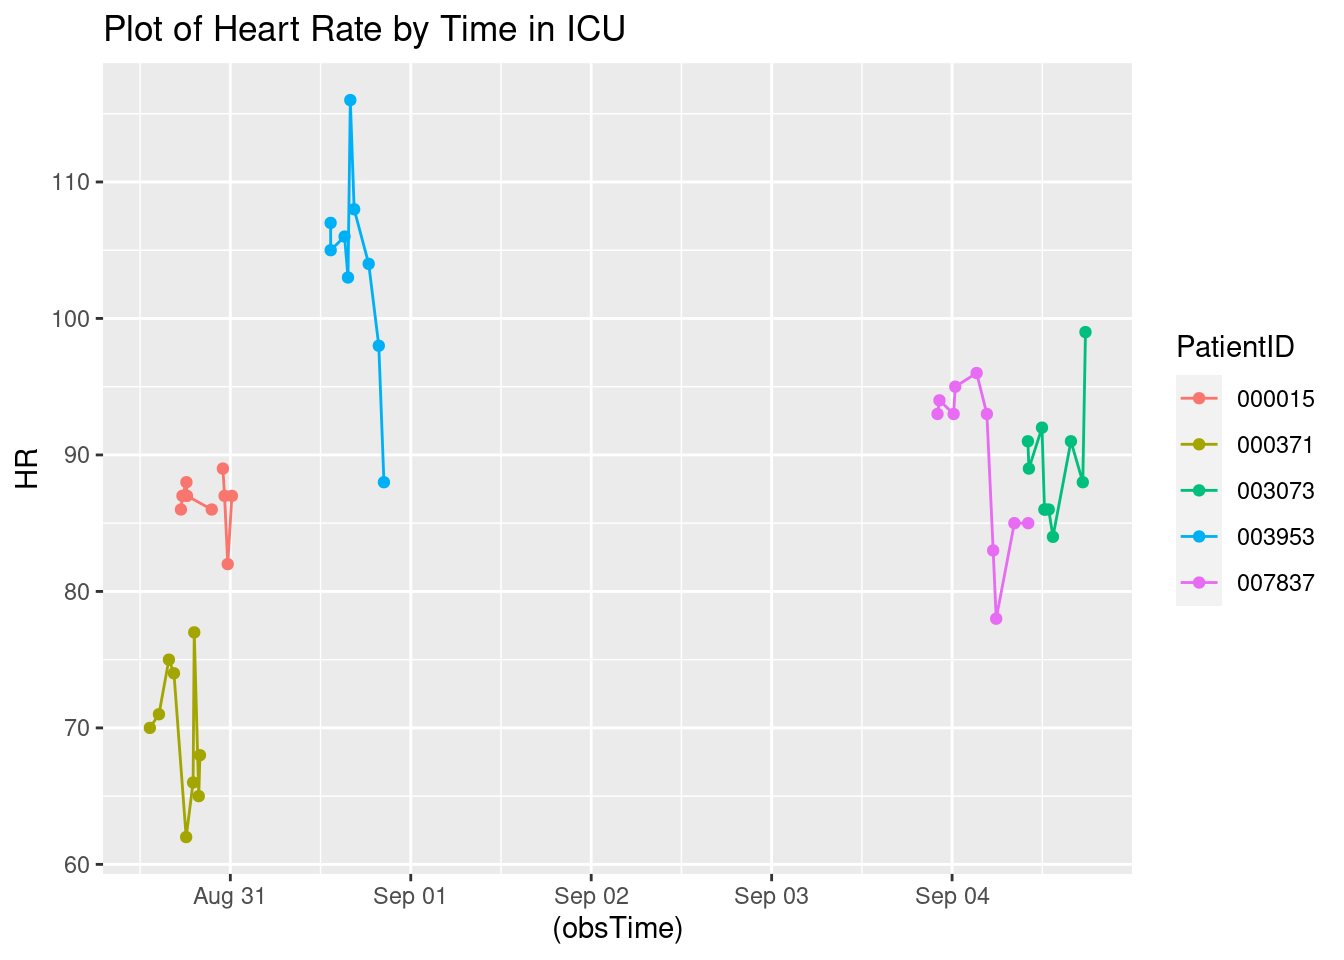 Plot of Heart Rate by Time in ICU
HR
110
100
90
80
70
60
Aug 31
Sep 01
Sep 02
Sep 03
Sep 04
(obsTime)
PatientID
000015
000371
003073
003953
007837